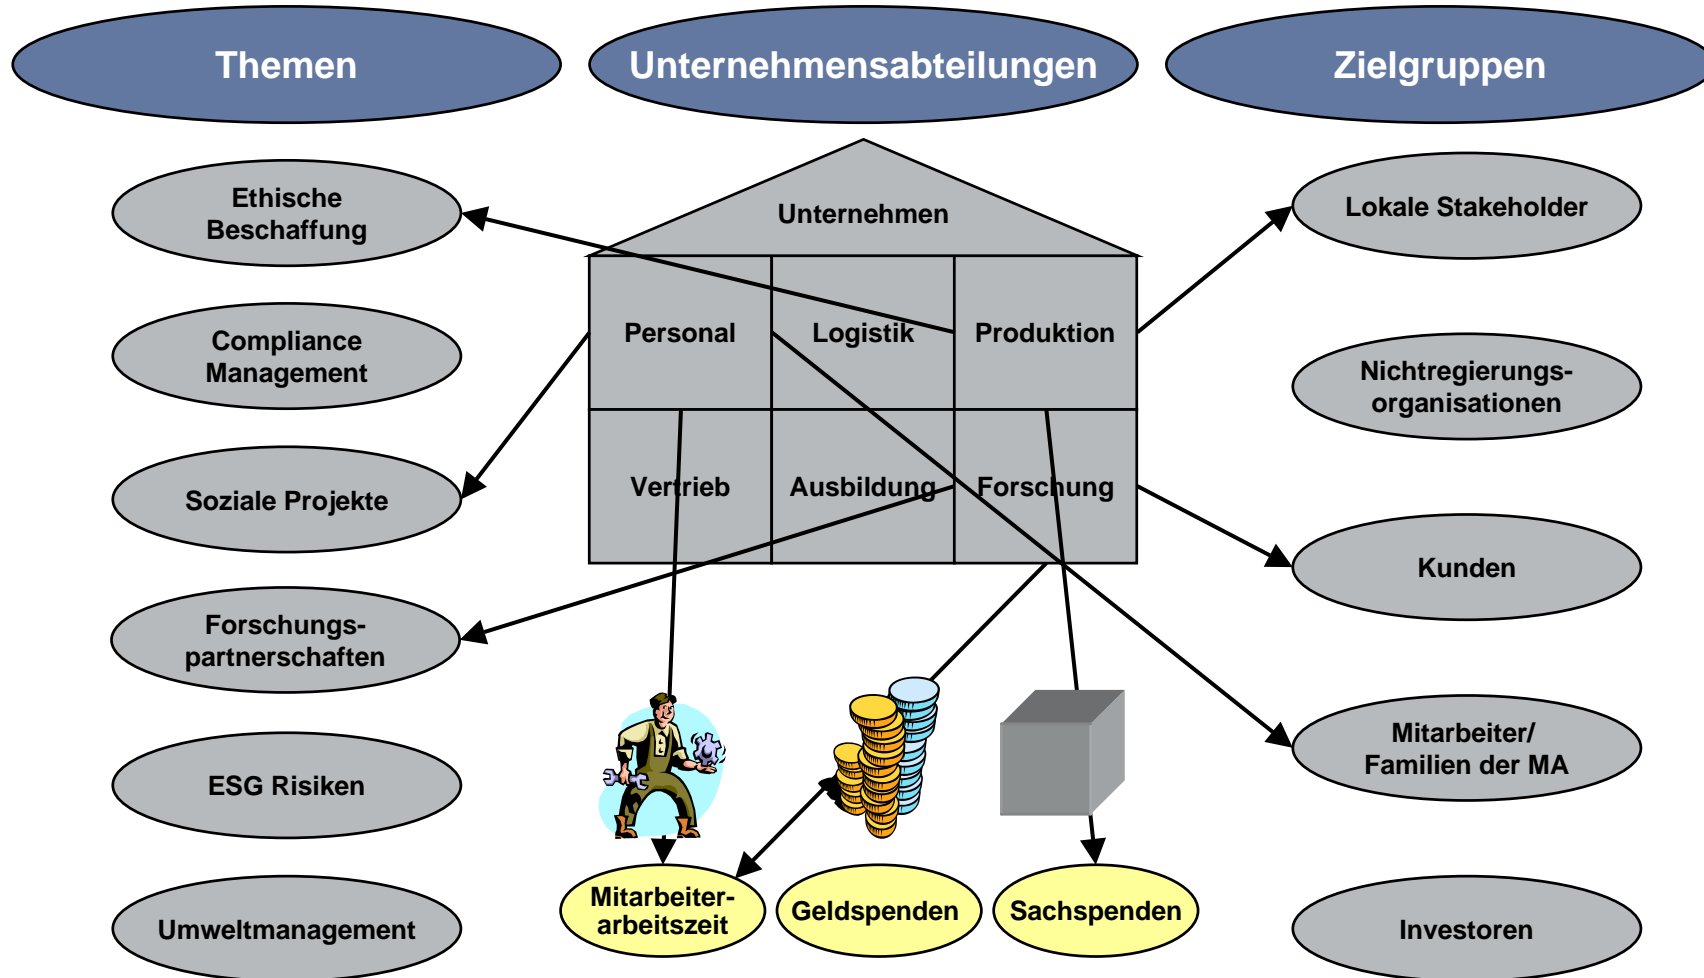 Themen
Unternehmensabteilungen
Zielgruppen
Ethische
Beschaffung
Compliance
Management
Soziale Projekte
Forschungs-
partnerschaften
ESG Risiken
Umweltmanagement
Unternehmen
Personal
Logistik
Produktion
Vertrieb
Ausbildung
Forschung
Mitarbeiter-
arbeitszeit
Geldspenden
Sachspenden
Lokale Stakeholder
Nichtregierungs-
organisationen
Kunden
Mitarbeiter/
Familien der MA
Investoren